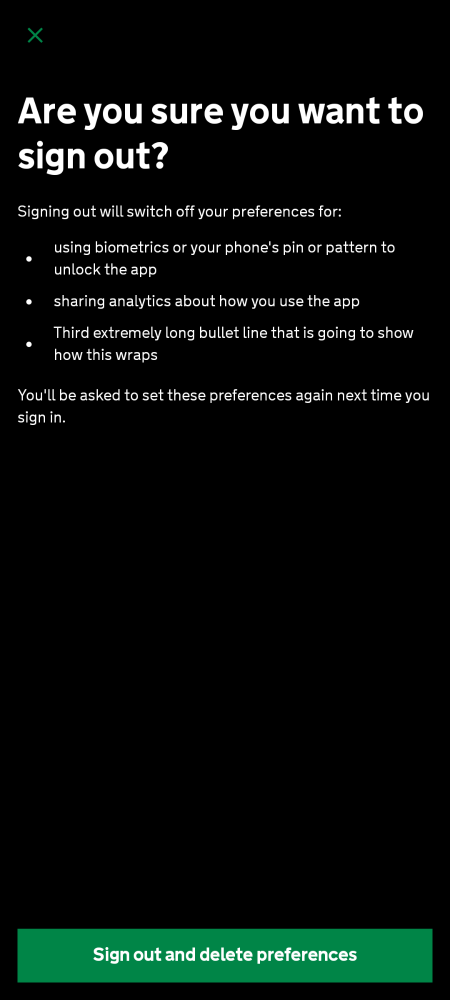 Are you sure you want to
sign out?
Signing out will switch off your preferences for:
using biometrics or your phone's pin or pattern to
unlock the app
sharing analytics about how you use the app
Third extremely long bullet line that is going to show
how this wraps
You'll be asked to set these preferences again next time you
sign in.
Sign out and delete preferences